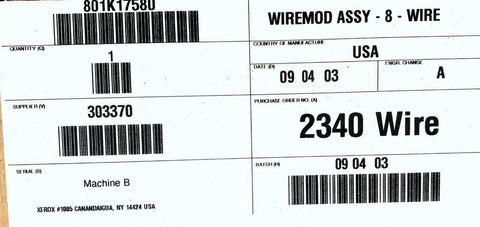 801K17580
WIREMOD ASSY - 8 - WIRE
QUANTITY (Q)
1
COUNTRY OF MANUFACTURE
USA
DATE (D)
09 04 03
ENGR. CHANGE
A
SUPPLIER (V)
303370
PURCHASE ORDER NO. (A)
2340 Wire
SERIAL (S)
Machine B
BATCH (H)
09 04 03
XEROX #1005 CANANDAIGUA, NY 14424 USA